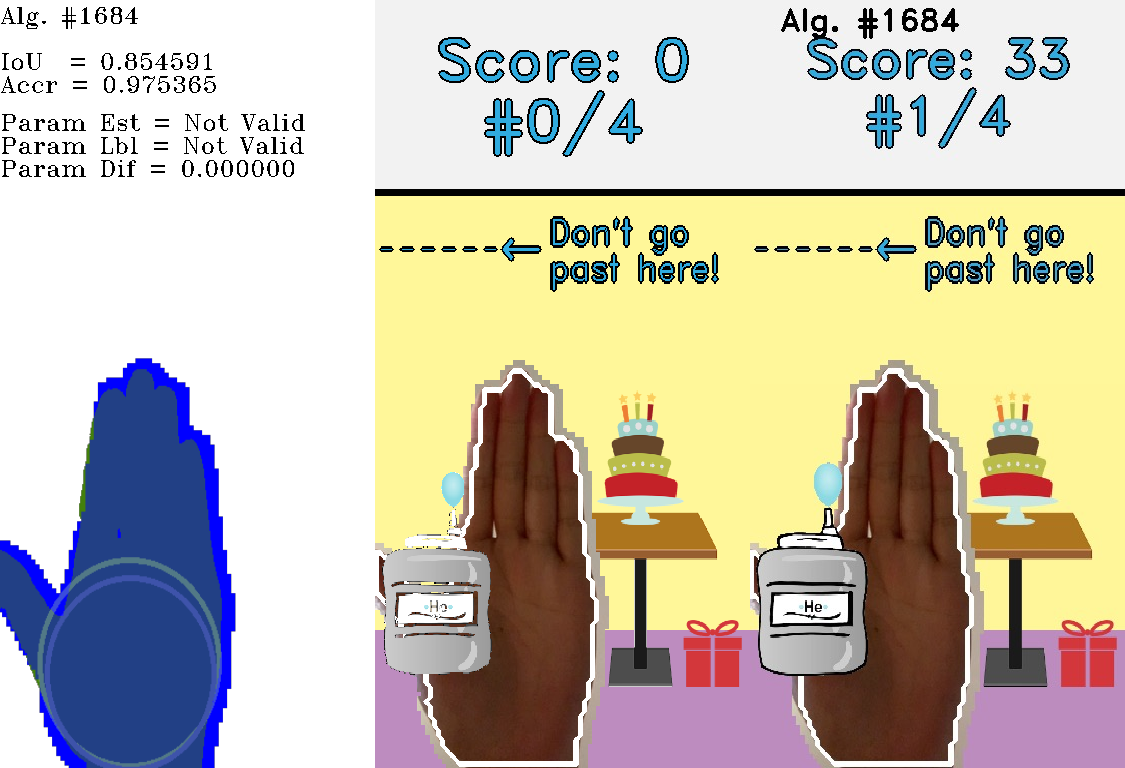 Alg. #1684
IoU = 0.854591
Accr = 0.975365
Param Est = Not Valid
Param Lbl = Not Valid
Param Dif = 0.000000
Score: 0
#0/4
Don't go
past here!
He
Alg. #1684
Score: 33
#1/4
Don't go
past here!
He